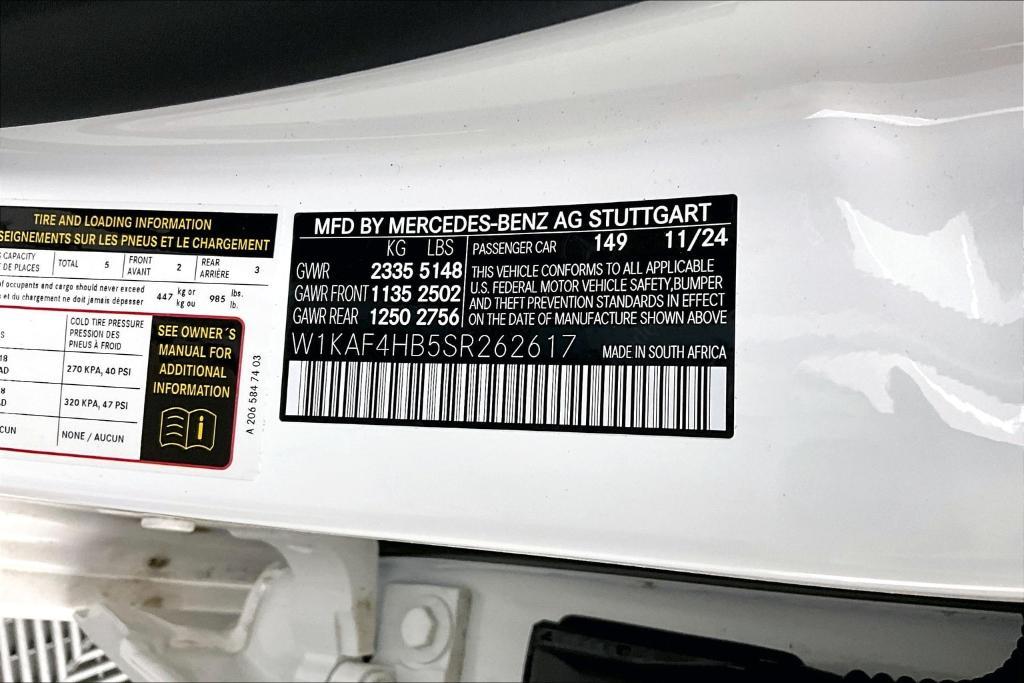 TIRE AND LOADING INFORMATION
SUR LES PNEUS ET LE CHARGEMENT
CAPACITY TOTAL 5 FRONT 2 REAR 3
DE PLACES AVANT ARRIÈRE
of occupants and cargo should never exceed 447 kg or 985 lbs.
et du chargement ne doit jamais dépasser kg ou lb.
COLD TIRE PRESSURE
PRESSION DES
PNEUS À FROID
270 KPA, 40 PSI
320 KPA, 47 PSI
NONE / AUCUN
SEE OWNER´S
MANUAL FOR
ADDITIONAL
INFORMATION
A 206 584 74 03
MFD BY MERCEDES-BENZ AG STUTTGART
KG LBS PASSENGER CAR 149 11/24
GVWR 2335 5148 THIS VEHICLE CONFORMS TO ALL APPLICABLE
U.S. FEDERAL MOTOR VEHICLE SAFETY,BUMPER
GAWR FRONT 1135 2502 AND THEFT PREVENTION STANDARDS IN EFFECT
GAWR REAR 1250 2756 ON THE DATE OF MANUFACTURE SHOWN ABOVE
W1KAF4HB5SR262617 MADE IN SOUTH AFRICA